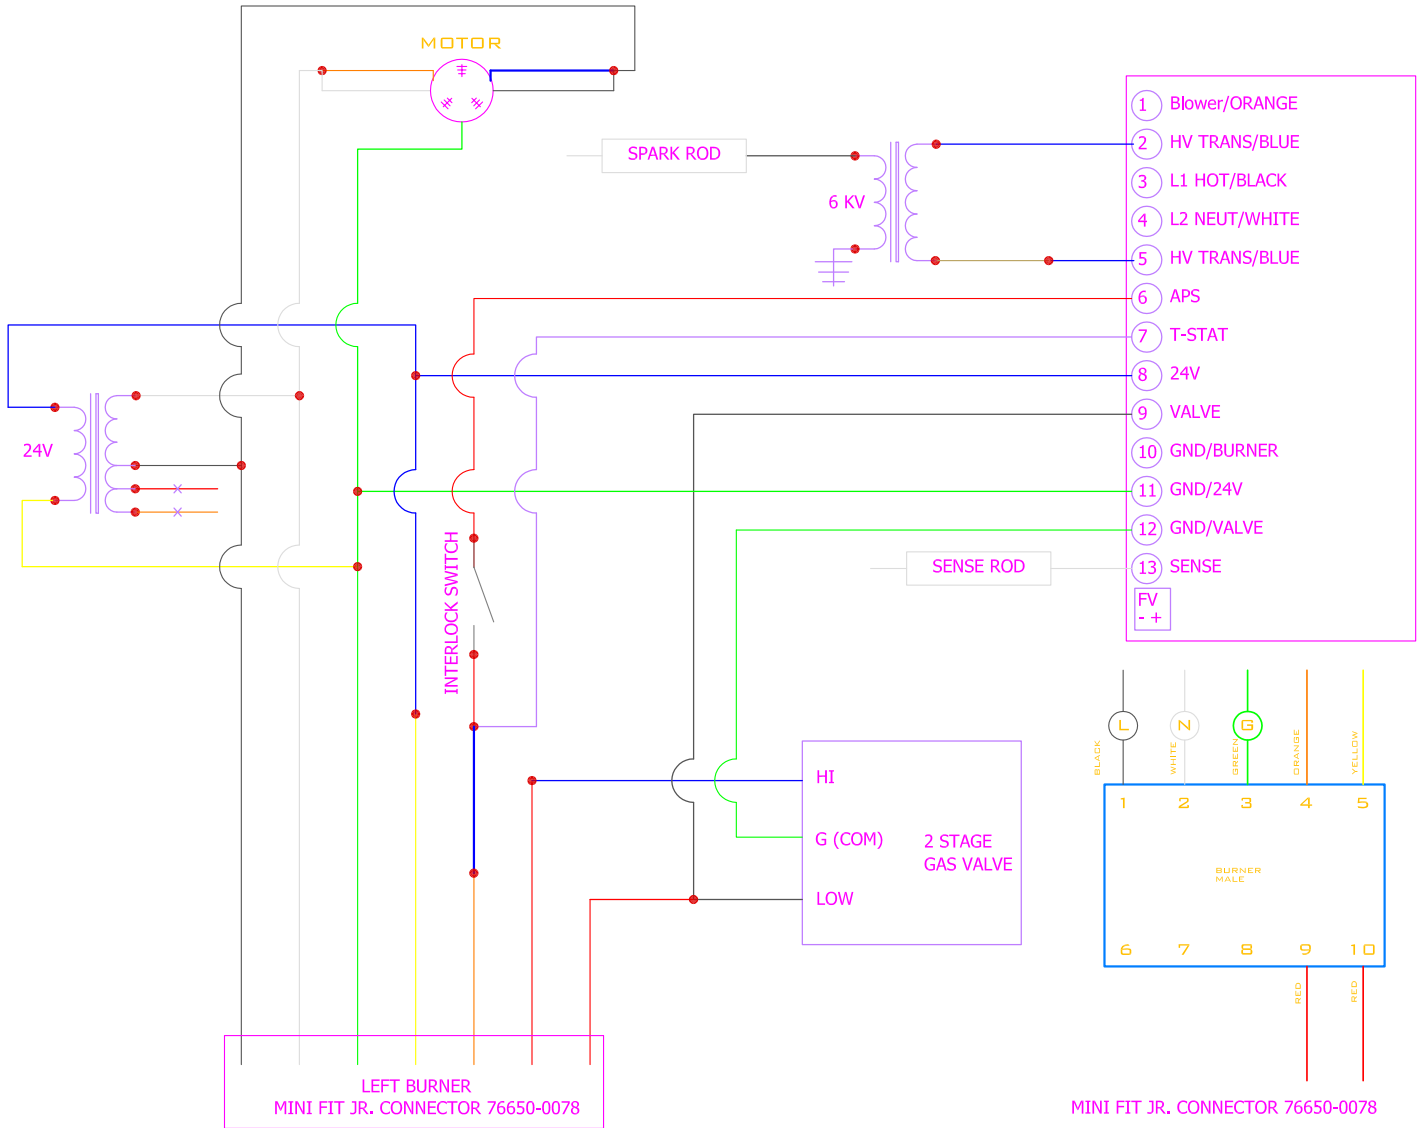 MOTOR
1 Blower/ORANGE
2 HV TRANS/BLUE
3 L1 HOT/BLACK
4 L2 NEUT/WHITE
5 HV TRANS/BLUE
6 APS
7 T-STAT
8 24V
9 VALVE
10 GND/BURNER
11 GND/24V
12 GND/VALVE
13 SENSE
FV
- +
SPARK ROD
6 KV
24V
INTERLOCK SWITCH
SENSE ROD
HI
G (COM)
LOW
2 STAGE
GAS VALVE
L N G
BLACK WHITE GREEN ORANGE YELLOW
1 2 3 4 5
BURNER
MALE
6 7 8 9 10
RED RED
LEFT BURNER
MINI FIT JR. CONNECTOR 76650-0078
MINI FIT JR. CONNECTOR 76650-0078